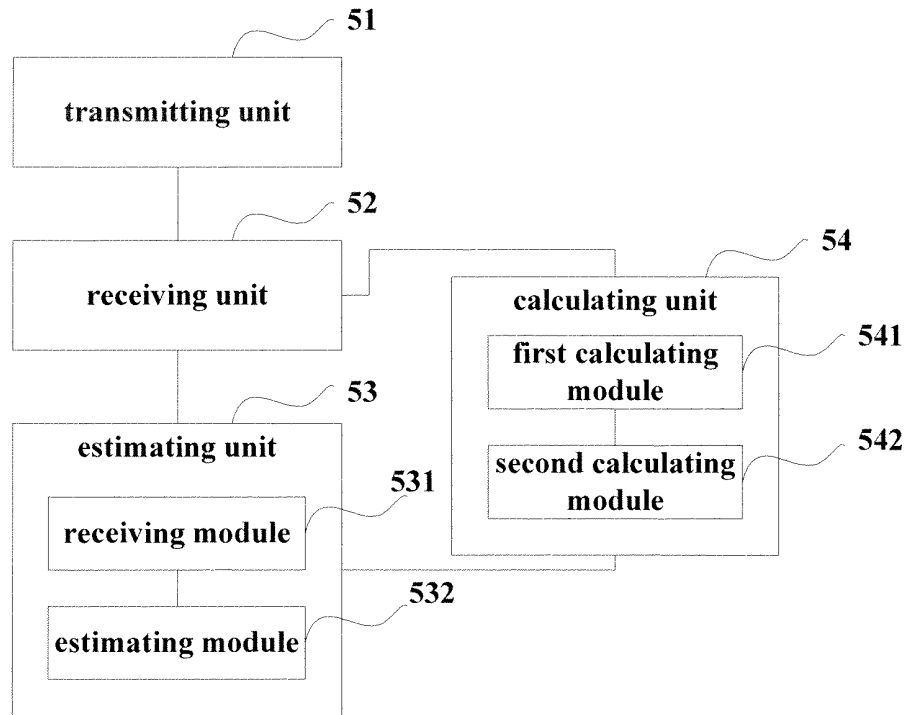 51
transmitting unit
52
receiving unit
53
estimating unit
531
receiving module
532
estimating module
54
calculating unit
541
first calculating
module
542
second calculating
module